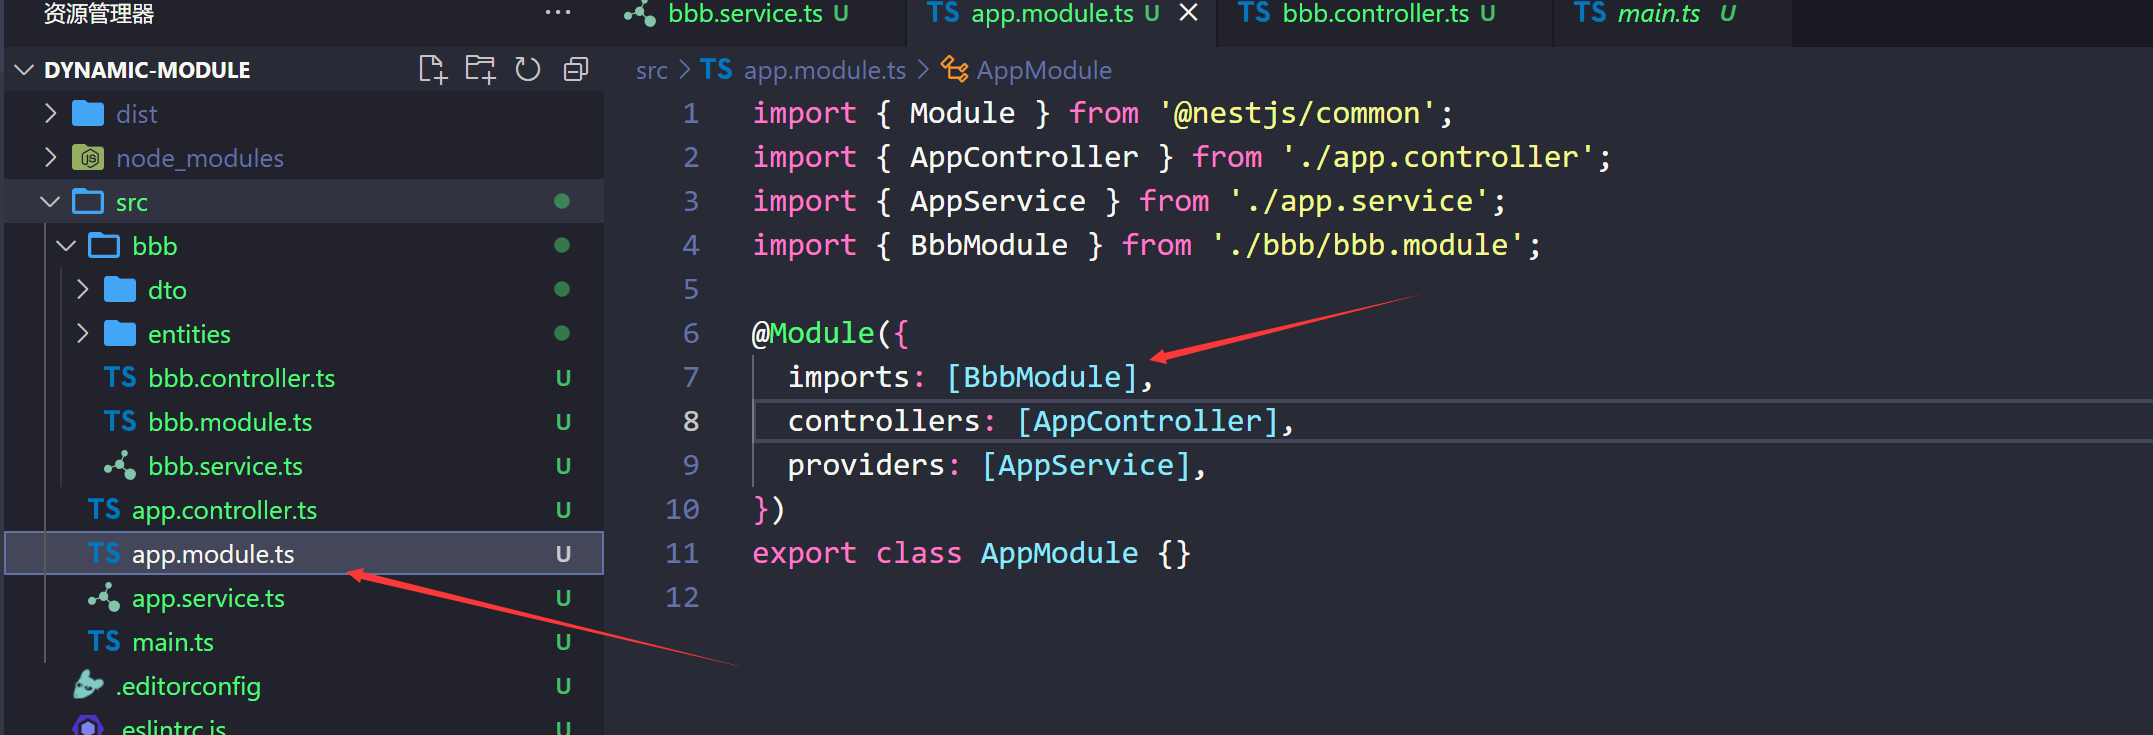 资源管理器
DYNAMIC-MODULE
dist
node_modules
src
bbb
dto
entities
TS bbb.controller.ts U
TS bbb.module.ts U
bbb.service.ts U
TS app.controller.ts U
TS app.module.ts U
app.service.ts U
TS main.ts U
.editorconfig U
.eslintrc.js U
bbb.service.ts U
TS app.module.ts U
TS bbb.controller.ts U
TS main.ts U
src > TS app.module.ts > AppModule
1 import { Module } from '@nestjs/common';
2 import { AppController } from './app.controller';
3 import { AppService } from './app.service';
4 import { BbbModule } from './bbb/bbb.module';
5
6 @Module({
7 imports: [BbbModule],
8 controllers: [AppController],
9 providers: [AppService],
10 })
11 export class AppModule {}
12